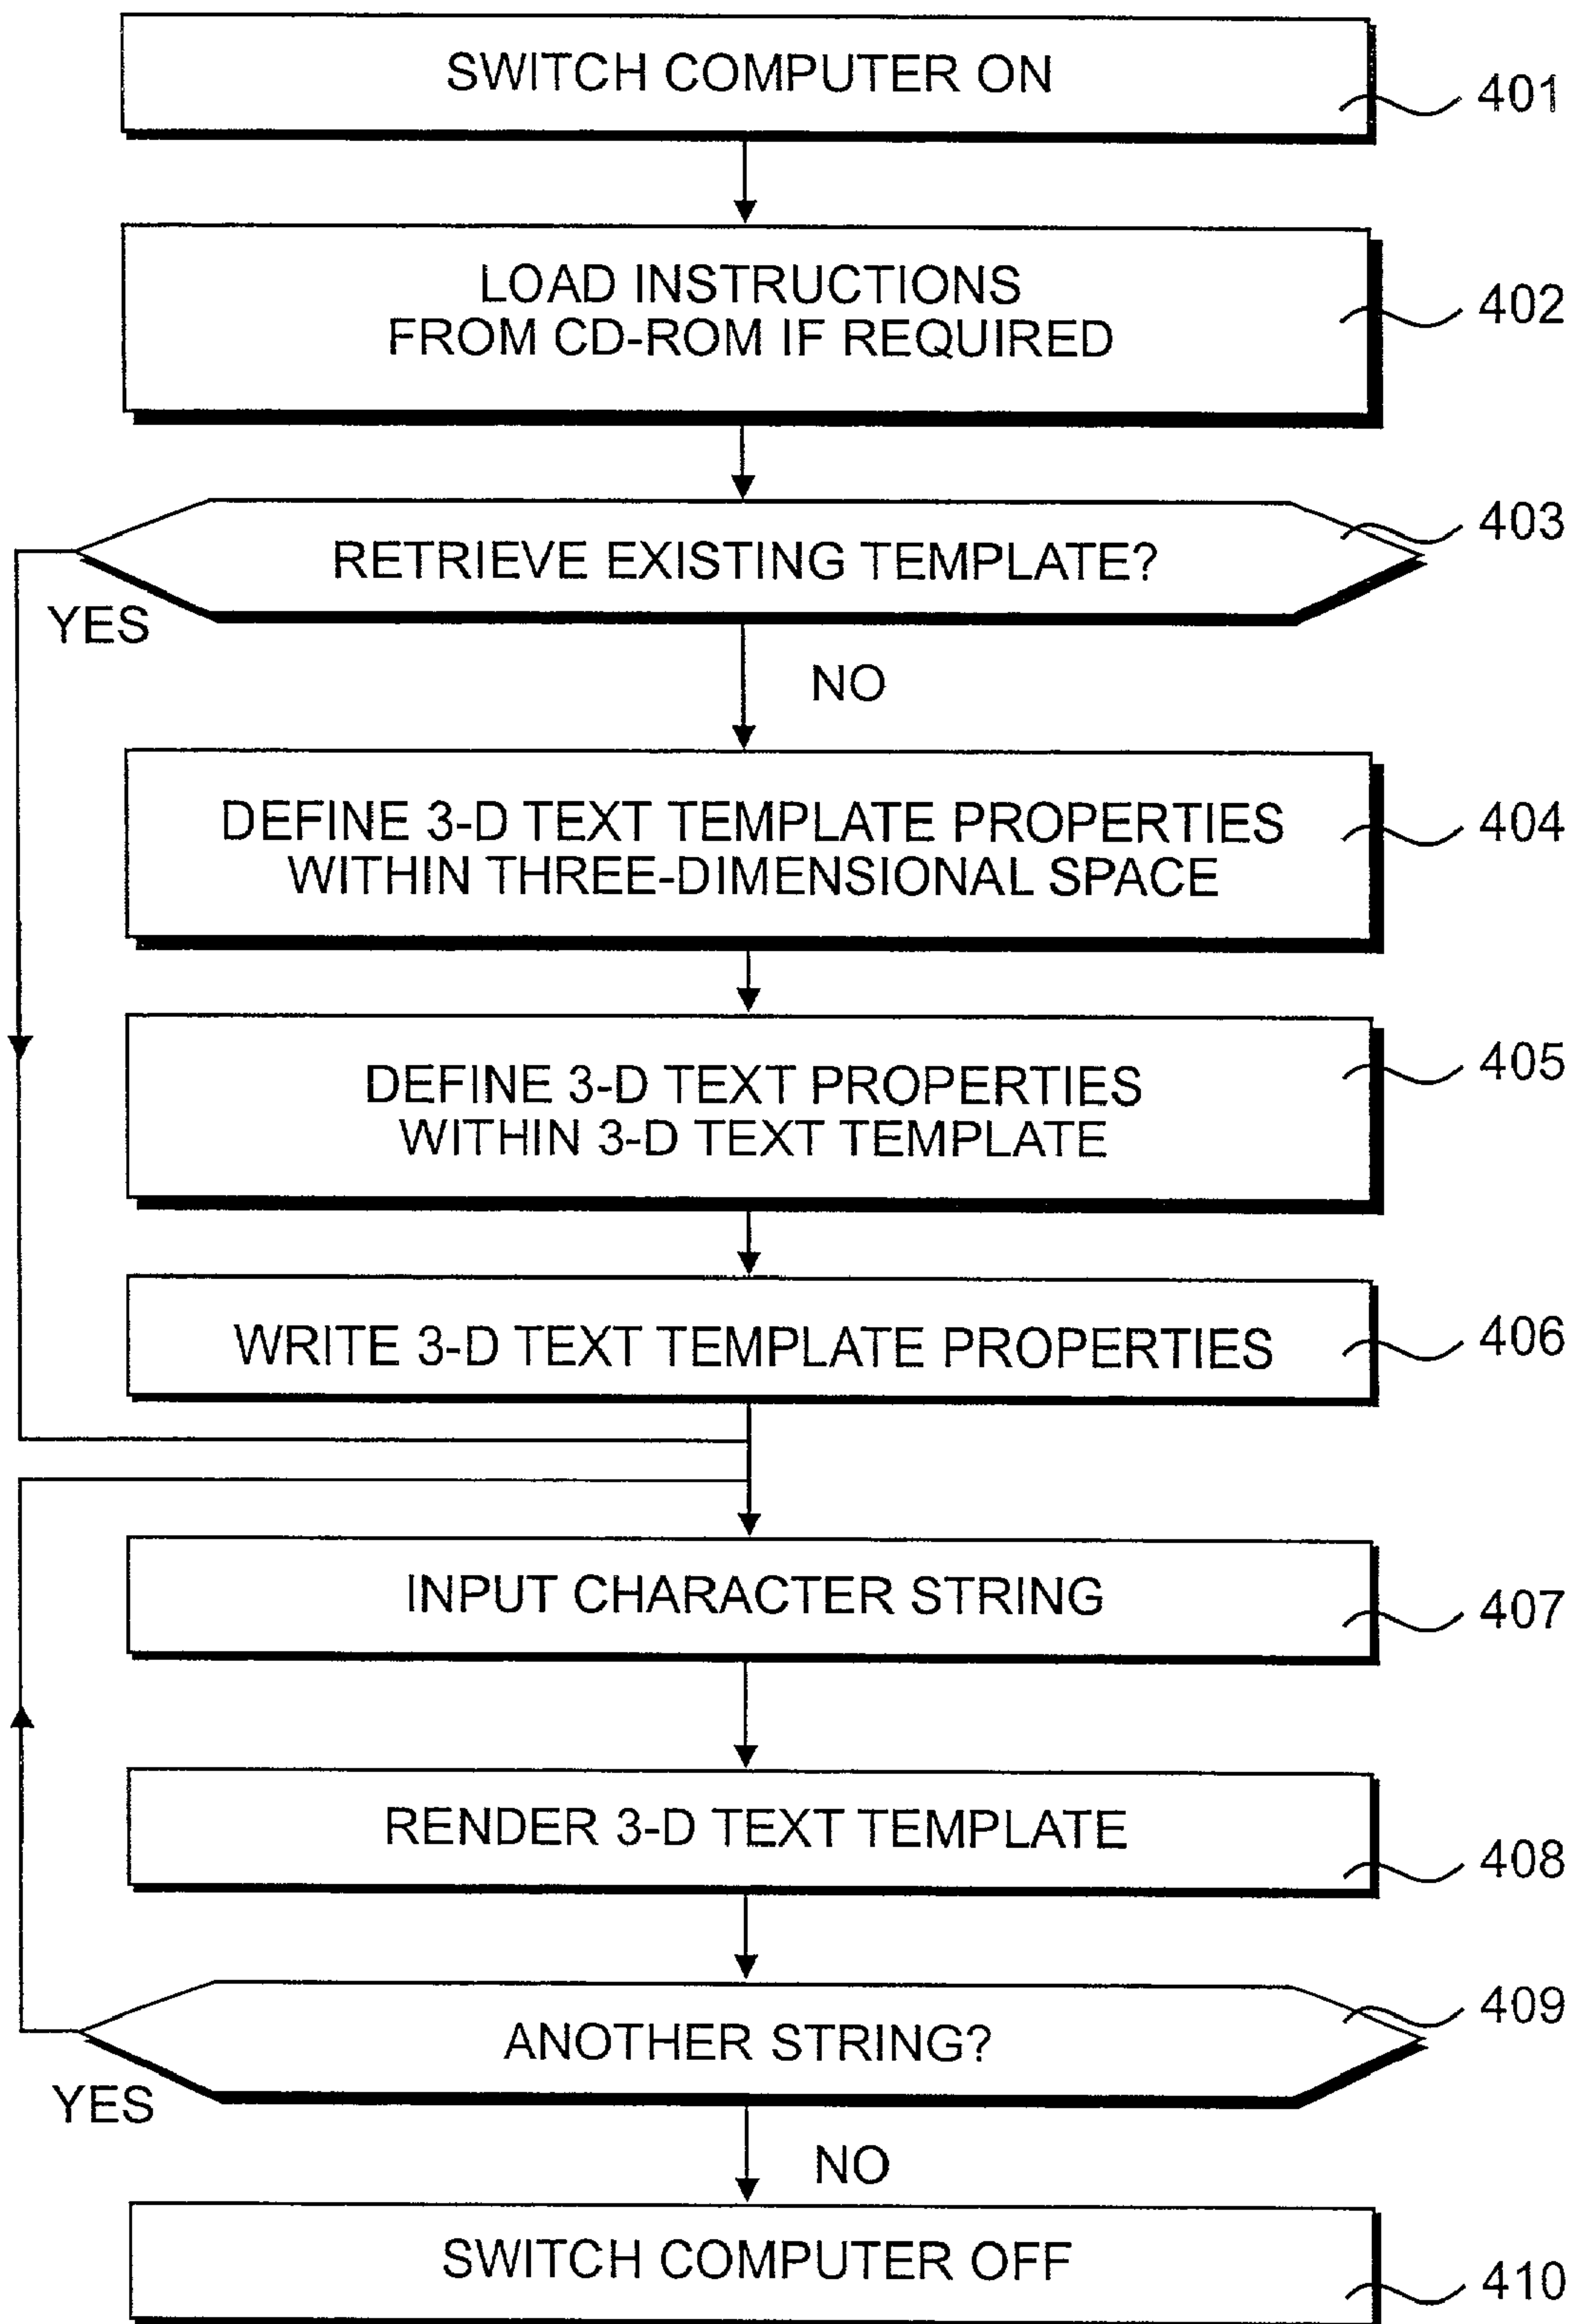 SWITCH COMPUTER ON
401
LOAD INSTRUCTIONS
FROM CD-ROM IF REQUIRED
402
RETRIEVE EXISTING TEMPLATE?
403
YES
NO
DEFINE 3-D TEXT TEMPLATE PROPERTIES
WITHIN THREE-DIMENSIONAL SPACE
404
DEFINE 3-D TEXT PROPERTIES
WITHIN 3-D TEXT TEMPLATE
405
WRITE 3-D TEXT TEMPLATE PROPERTIES
406
INPUT CHARACTER STRING
407
RENDER 3-D TEXT TEMPLATE
408
ANOTHER STRING?
409
YES
NO
SWITCH COMPUTER OFF
410